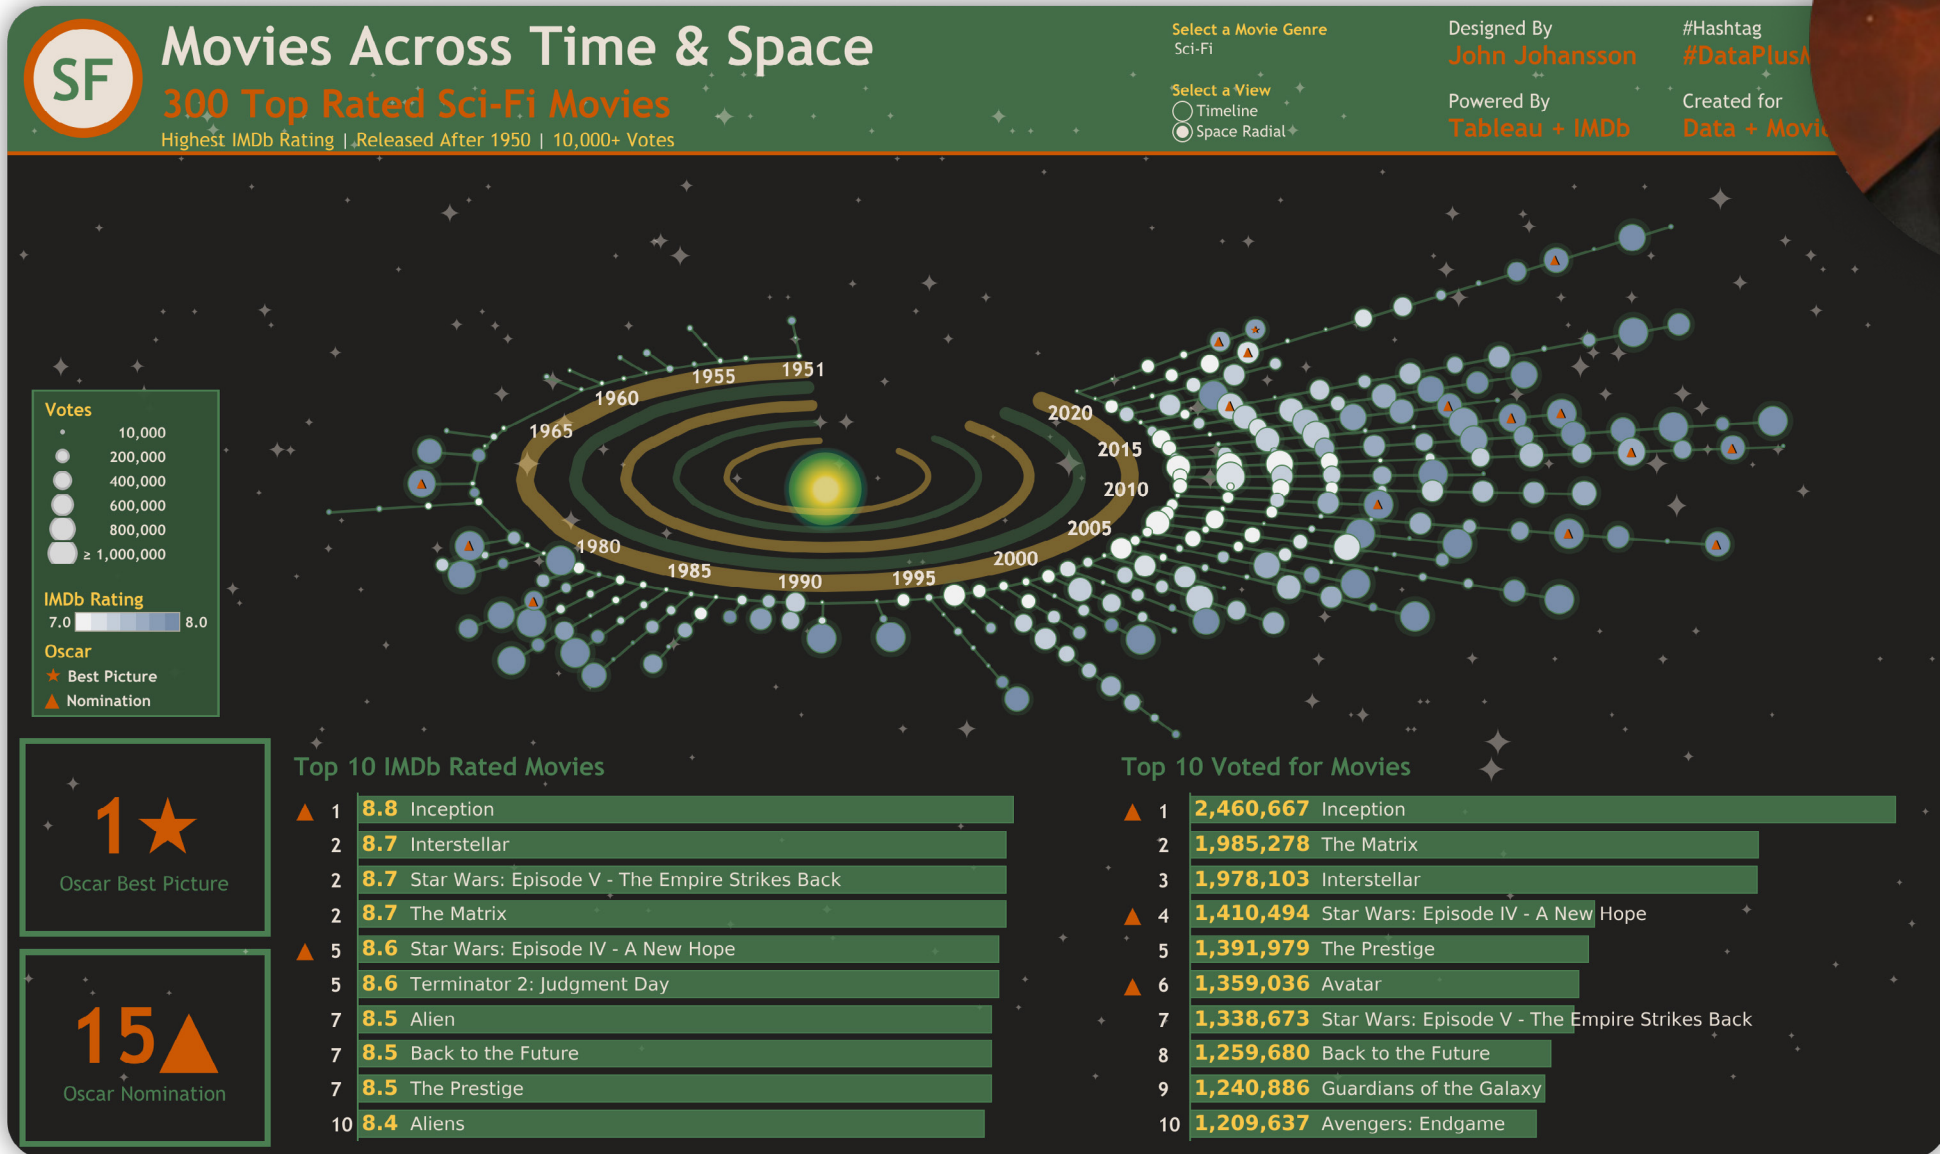 SF
Movies Across Time & Space
300 Top Rated Sci-Fi Movies
Highest IMDb Rating | Released After 1950 | 10,000+ Votes
Select a Movie Genre
Sci-Fi
Select a View
Timeline
Space Radial
Designed By
John Johansson
Powered By
Tableau + IMDb
#Hashtag
Created for
Data +
1951
1955
1960
1965
1980
1985
1990
1995
2000
2005
2010
2015
2020
Votes
10,000
200,000
400,000
600,000
800,000
≥ 1,000,000
IMDb Rating
7.0 8.0
Oscar
★ Best Picture
▲ Nomination
1★
Oscar Best Picture
15▲
Oscar Nomination
Top 10 IMDb Rated Movies
▲ 1 8.8 Inception
2 8.7 Interstellar
2 8.7 Star Wars: Episode V - The Empire Strikes Back
2 8.7 The Matrix
▲ 5 8.6 Star Wars: Episode IV - A New Hope
5 8.6 Terminator 2: Judgment Day
7 8.5 Alien
7 8.5 Back to the Future
7 8.5 The Prestige
10 8.4 Aliens
Top 10 Voted for Movies
▲ 1 2,460,667 Inception
2 1,985,278 The Matrix
3 1,978,103 Interstellar
▲ 4 1,410,494 Star Wars: Episode IV - A New Hope
5 1,391,979 The Prestige
▲ 6 1,359,036 Avatar
7 1,338,673 Star Wars: Episode V - The Empire Strikes Back
8 1,259,680 Back to the Future
9 1,240,886 Guardians of the Galaxy
10 1,209,637 Avengers: Endgame